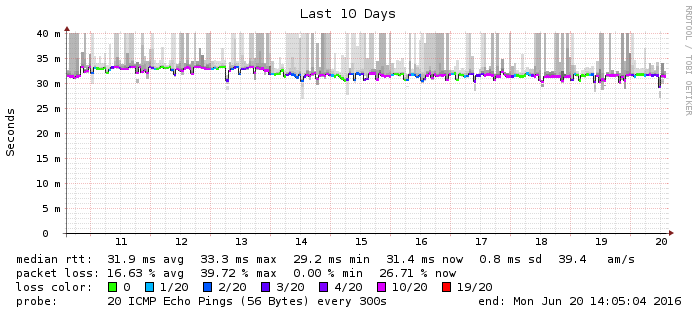 Last 10 Days
RRDTOOL / TOBI OETIKER
Seconds
40 m
35 m
30 m
25 m
20 m
15 m
10 m
5 m
0
11 12 13 14 15 16 17 18 19 20
median rtt: 31.9 ms avg 33.3 ms max 29.2 ms min 31.4 ms now 0.8 ms sd 39.4 am/s
packet loss: 16.63 % avg 39.72 % max 0.00 % min 26.71 % now
loss color: 0 1/20 2/20 3/20 4/20 10/20 19/20
probe: 20 ICMP Echo Pings (56 Bytes) every 300s end: Mon Jun 20 14:05:04 2016